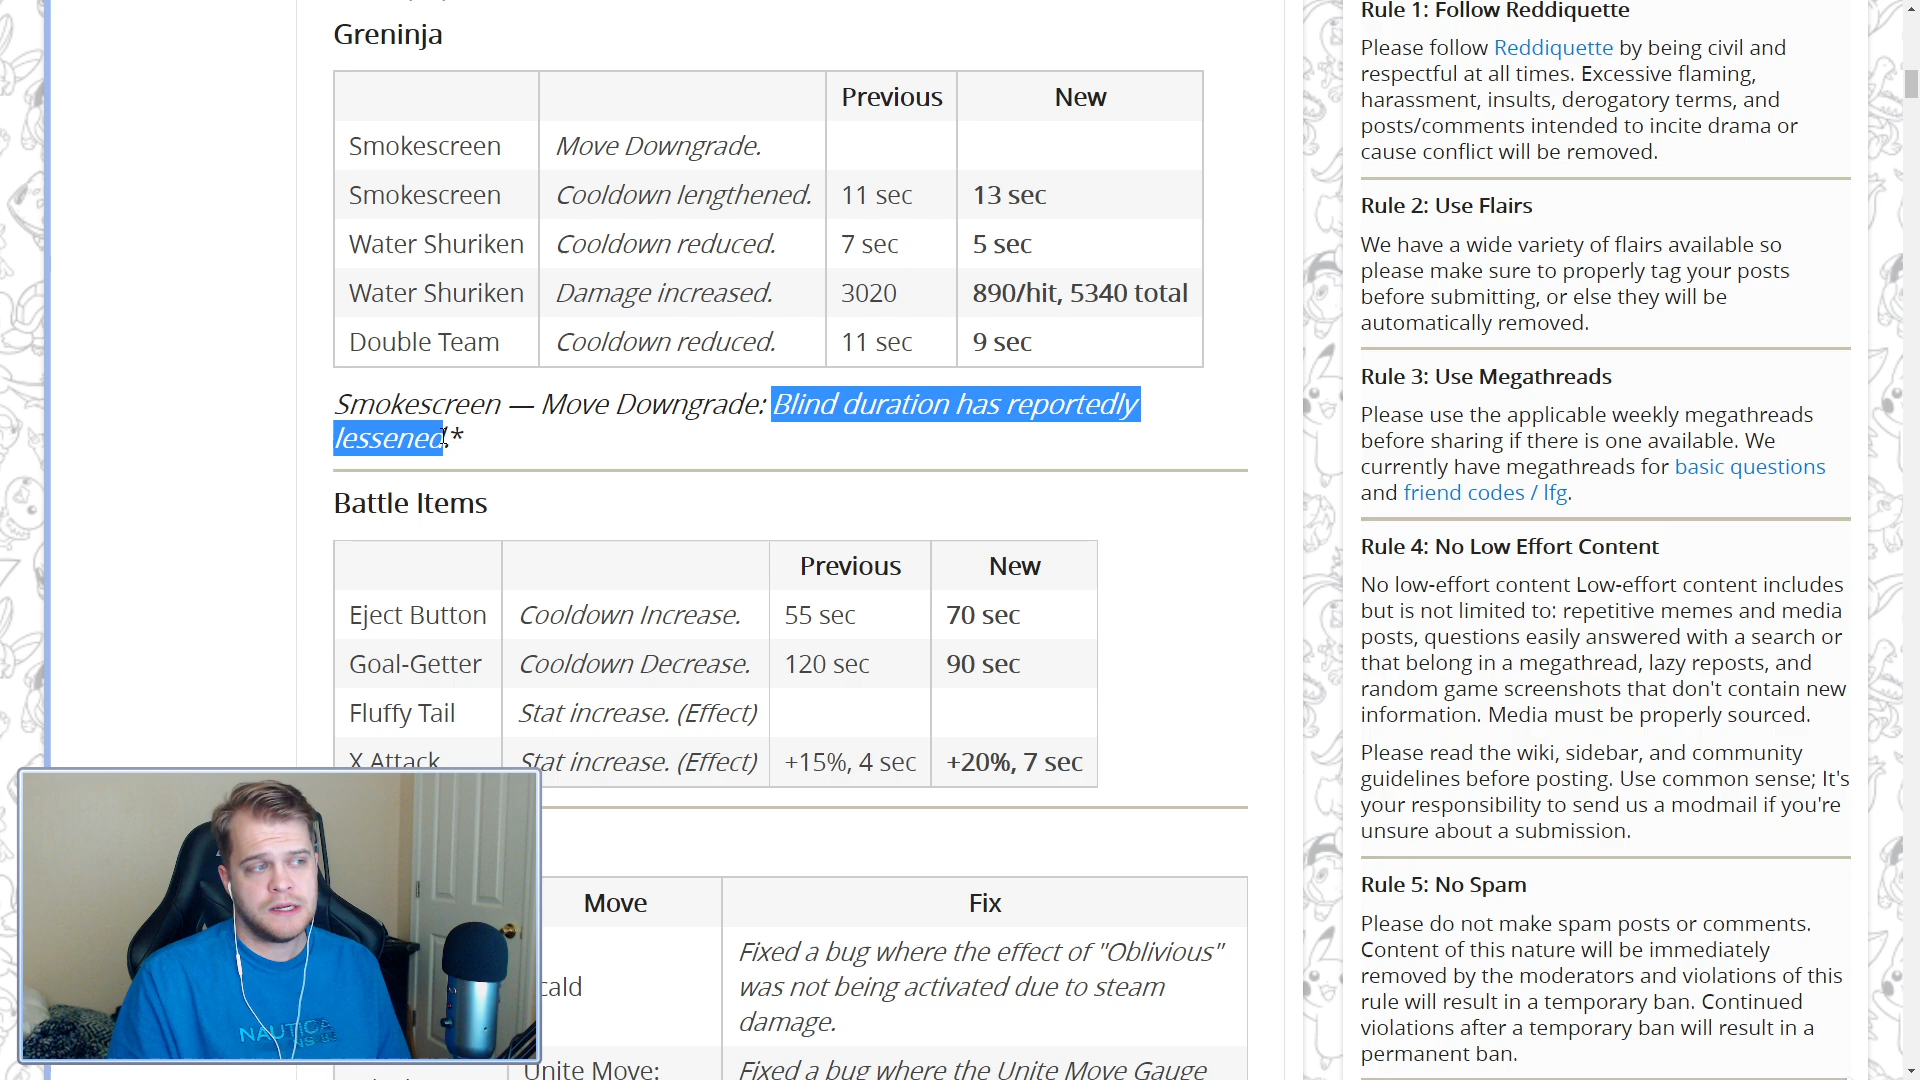 Greninja
Previous New
Smokescreen Move Downgrade.
Smokescreen Cooldown lengthened. 11 sec 13 sec
Water Shuriken Cooldown reduced. 7 sec 5 sec
Water Shuriken Damage increased. 3020 890/hit, 5340 total
Double Team Cooldown reduced. 11 sec 9 sec
Smokescreen — Move Downgrade: Blind duration has reportedly
lessened.*
Battle Items
Previous New
Eject Button Cooldown Increase. 55 sec 70 sec
Goal-Getter Cooldown Decrease. 120 sec 90 sec
Fluffy Tail Stat increase. (Effect)
X Attack Stat increase. (Effect) +15%, 4 sec +20%, 7 sec
Move Fix
cald
Fixed a bug where the effect of "Oblivious"
was not being activated due to steam
damage.
Unite Move: Fixed a bug where the Unite Move Gauge
NAUTICA
Rule 1: Follow Reddiquette
Please follow Reddiquette by being civil and
respectful at all times. Excessive flaming,
harassment, insults, derogatory terms, and
posts/comments intended to incite drama or
cause conflict will be removed.
Rule 2: Use Flairs
We have a wide variety of flairs available so
please make sure to properly tag your posts
before submitting, or else they will be
automatically removed.
Rule 3: Use Megathreads
Please use the applicable weekly megathreads
before sharing if there is one available. We
currently have megathreads for basic questions
and friend codes / lfg.
Rule 4: No Low Effort Content
No low-effort content Low-effort content includes
but is not limited to: repetitive memes and media
posts, questions easily answered with a search or
that belong in a megathread, lazy reposts, and
random game screenshots that don't contain new
information. Media must be properly sourced.
Please read the wiki, sidebar, and community
guidelines before posting. Use common sense; It's
your responsibility to send us a modmail if you're
unsure about a submission.
Rule 5: No Spam
Please do not make spam posts or comments.
Content of this nature will be immediately
removed by the moderators and violations of this
rule will result in a temporary ban. Continued
violations after a temporary ban will result in a
permanent ban.